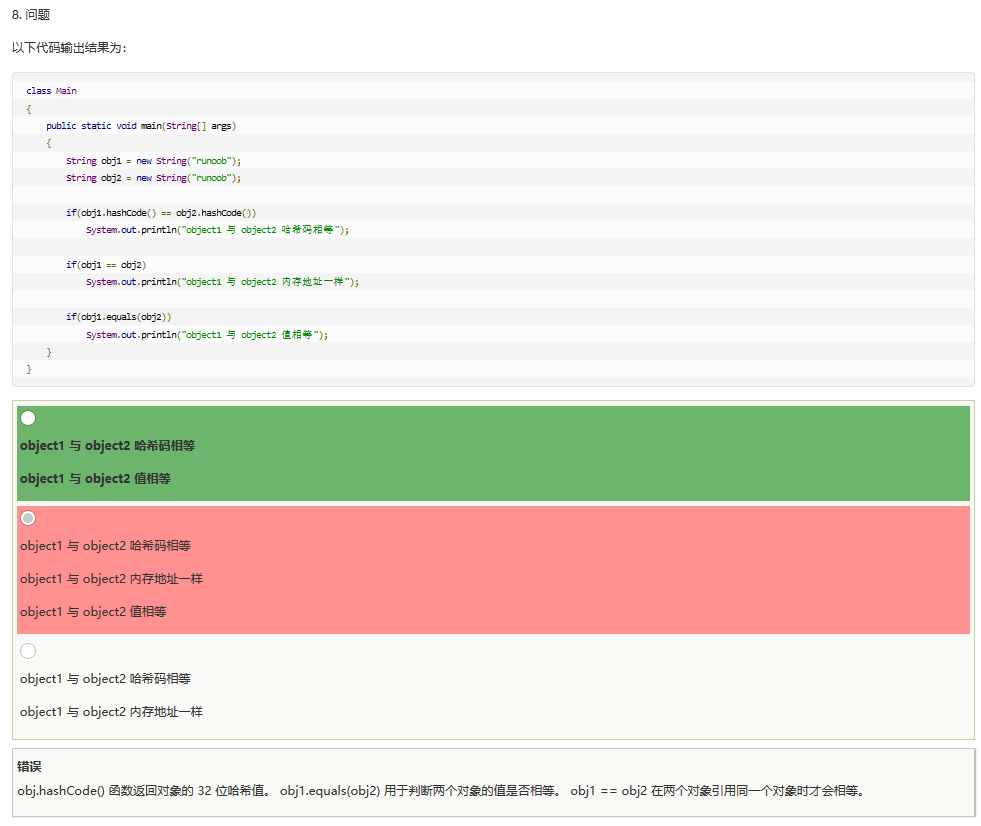 8. 问题
以下代码输出结果为：
class Main
{
    public static void main(String[] args)
    {
        String obj1 = new String("runoob");
        String obj2 = new String("runoob");
        if(obj1.hashCode() == obj2.hashCode())
            System.out.println("object1 与 object2 哈希码相等");
        if(obj1 == obj2)
            System.out.println("object1 与 object2 内存地址一样");
        if(obj1.equals(obj2))
            System.out.println("object1 与 object2 值相等");
    }
}
object1 与 object2 哈希码相等
object1 与 object2 值相等
object1 与 object2 哈希码相等
object1 与 object2 内存地址一样
object1 与 object2 值相等
object1 与 object2 哈希码相等
object1 与 object2 内存地址一样
错误
obj.hashCode() 函数返回对象的 32 位哈希值。 obj1.equals(obj2) 用于判断两个对象的值是否相等。 obj1 == obj2 在两个对象引用同一个对象时才会相等。